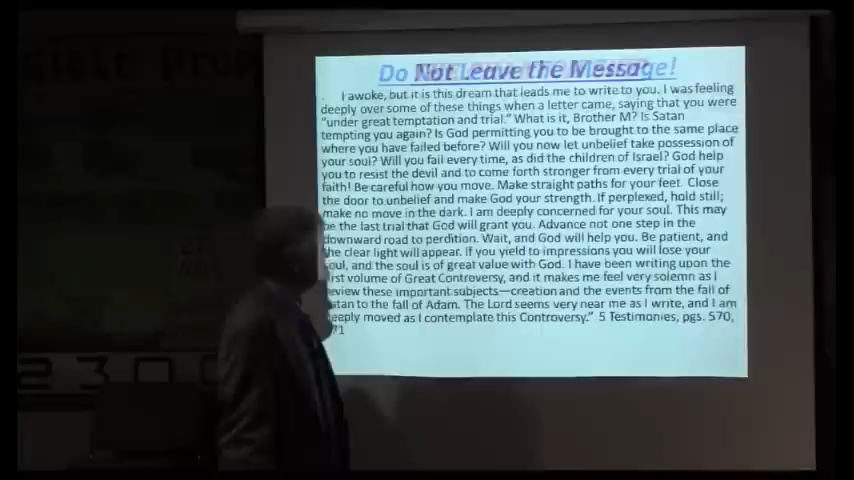 Bible Prop
Do Not Leave the Message!
I awoke, but it is this dream that leads me to write to you. I was feeling
deeply over some of these things when a letter came, saying that you were
“under great temptation and trial.” What is it, Brother M? Is Satan
tempting you again? Is God permitting you to be brought to the same place
where you have failed before? Will you now let unbelief take possession of
your soul? Will you fail every time, as did the children of Israel? God help
you to resist the devil and to come forth stronger from every trial of your
faith! Be careful how you move. Make straight paths for your feet. Close
the door to unbelief and make God your strength. If perplexed, hold still;
make no move in the dark. I am deeply concerned for your soul. This may
be the last trial that God will grant you. Advance not one step in the
downward road to perdition. Wait, and God will help you. Be patient, and
the clear light will appear. If you yield to impressions you will lose your
soul, and the soul is of great value with God. I have been writing upon the
irst volume of Great Controversy, and it makes me feel very solemn as I
eview these important subjects—creation and the events from the fall of
atan to the fall of Adam. The Lord seems very near me as I write, and I am
eeply moved as I contemplate this Controversy.” 5 Testimonies, pgs. 570,
71
2300